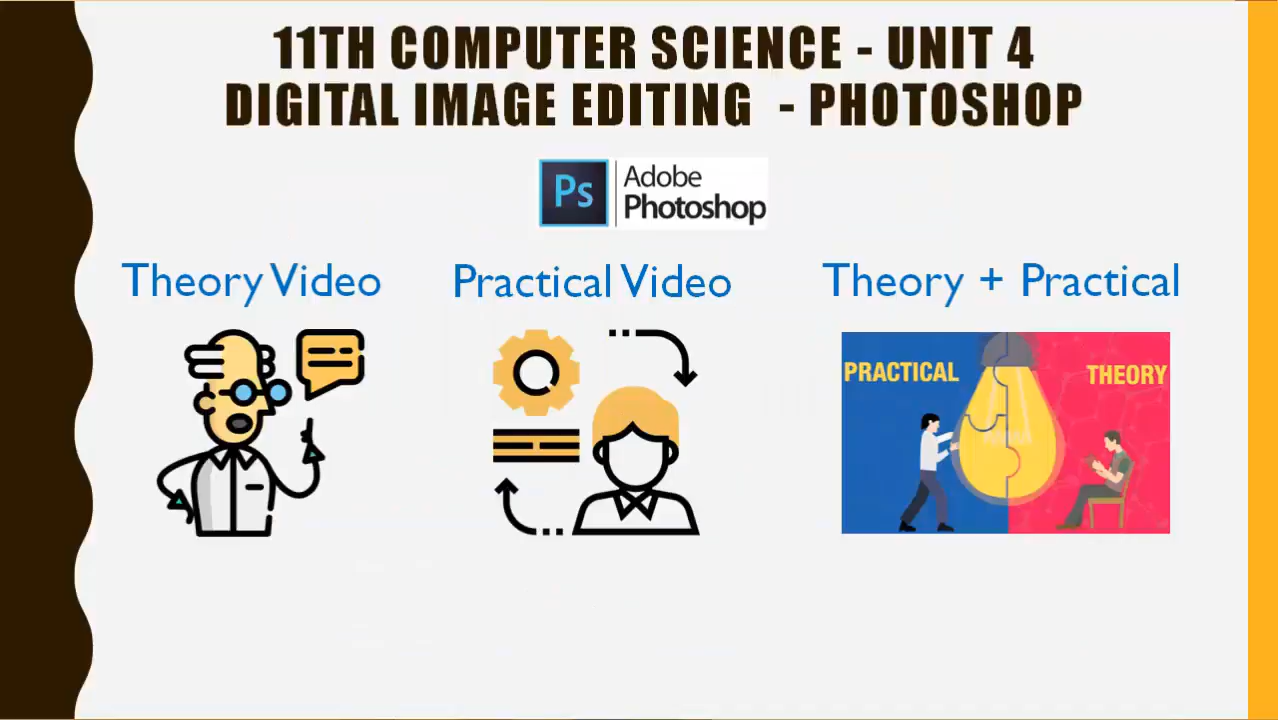 11TH COMPUTER SCIENCE - UNIT 4
DIGITAL IMAGE EDITING - PHOTOSHOP
Ps Adobe
Photoshop
Theory Video
Practical Video
Theory + Practical
PRACTICAL
THEORY